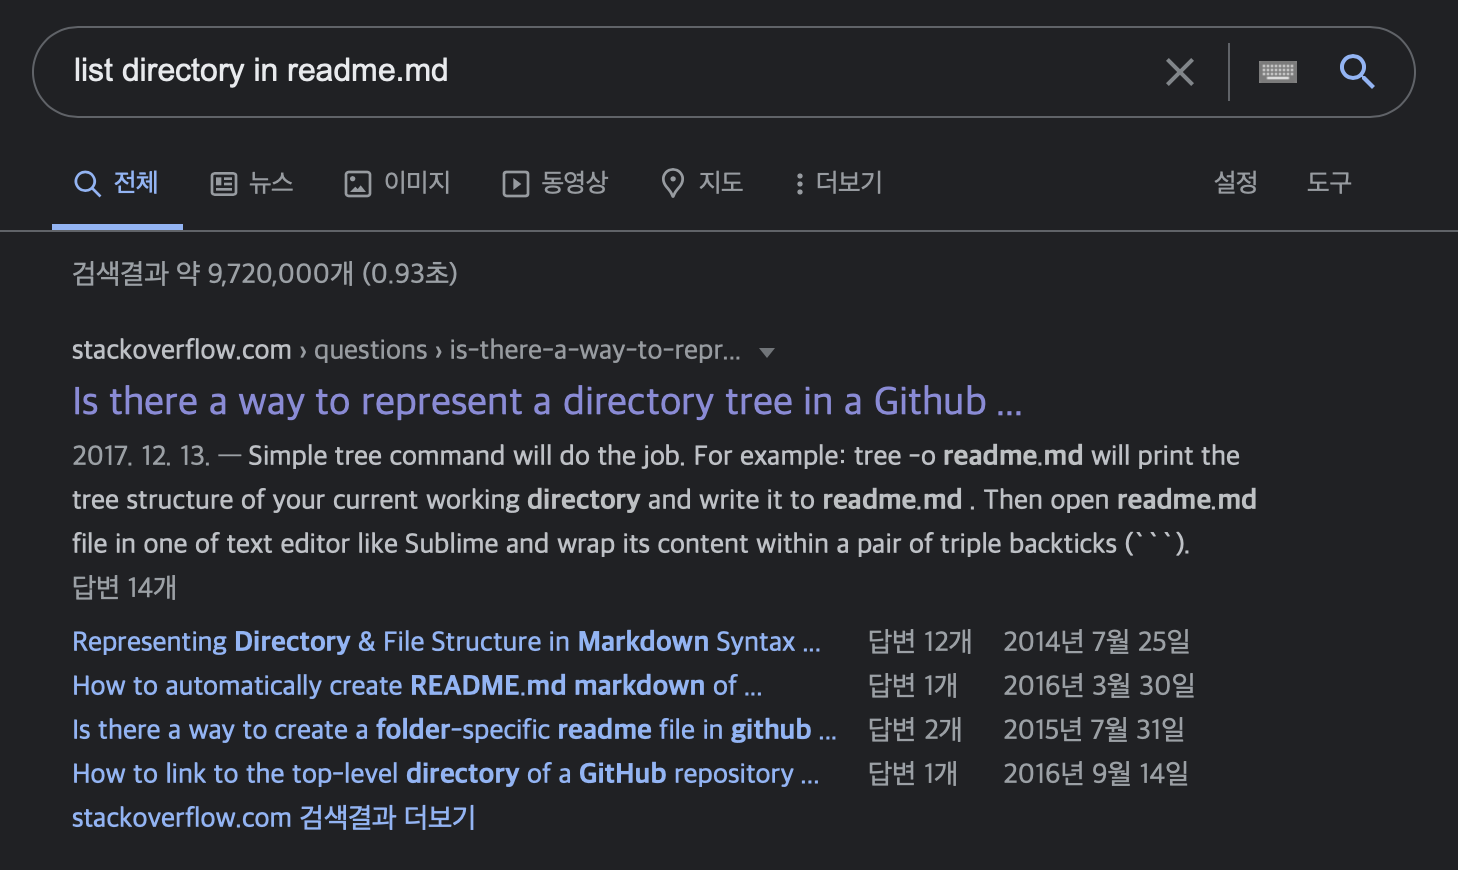 list directory in readme.md
전체 뉴스 이미지 동영상 지도 더보기 설정 도구
검색결과 약 9,720,000개 (0.93초)
stackoverflow.com › questions › is-there-a-way-to-repr...
Is there a way to represent a directory tree in a Github ...
2017. 12. 13. — Simple tree command will do the job. For example: tree -o readme.md will print the
tree structure of your current working directory and write it to readme.md . Then open readme.md
file in one of text editor like Sublime and wrap its content within a pair of triple backticks (```).
답변 14개
Representing Directory & File Structure in Markdown Syntax ... 답변 12개 2014년 7월 25일
How to automatically create README.md markdown of ... 답변 1개 2016년 3월 30일
Is there a way to create a folder-specific readme file in github ... 답변 2개 2015년 7월 31일
How to link to the top-level directory of a GitHub repository ... 답변 1개 2016년 9월 14일
stackoverflow.com 검색결과 더보기